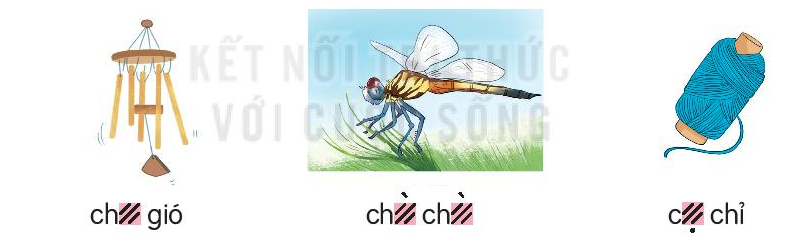 KẾT NỐI THỨC
VỚI SỐNG
ch▨ gió
ch▨̀ ch▨̀
c▨̣ chỉ